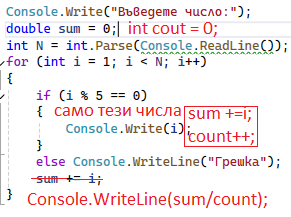 Console.Write("Въведете число:");
double sum = 0; int cout = 0;
int N = int.Parse(Console.ReadLine());
for (int i = 1; i < N; i++)
{
if (i % 5 == 0)
{ само тези числа sum +=i;
Console.Write(i); count++;
}
else Console.WriteLine("Грешка");
sum += i;
}
Console.WriteLine(sum/count);